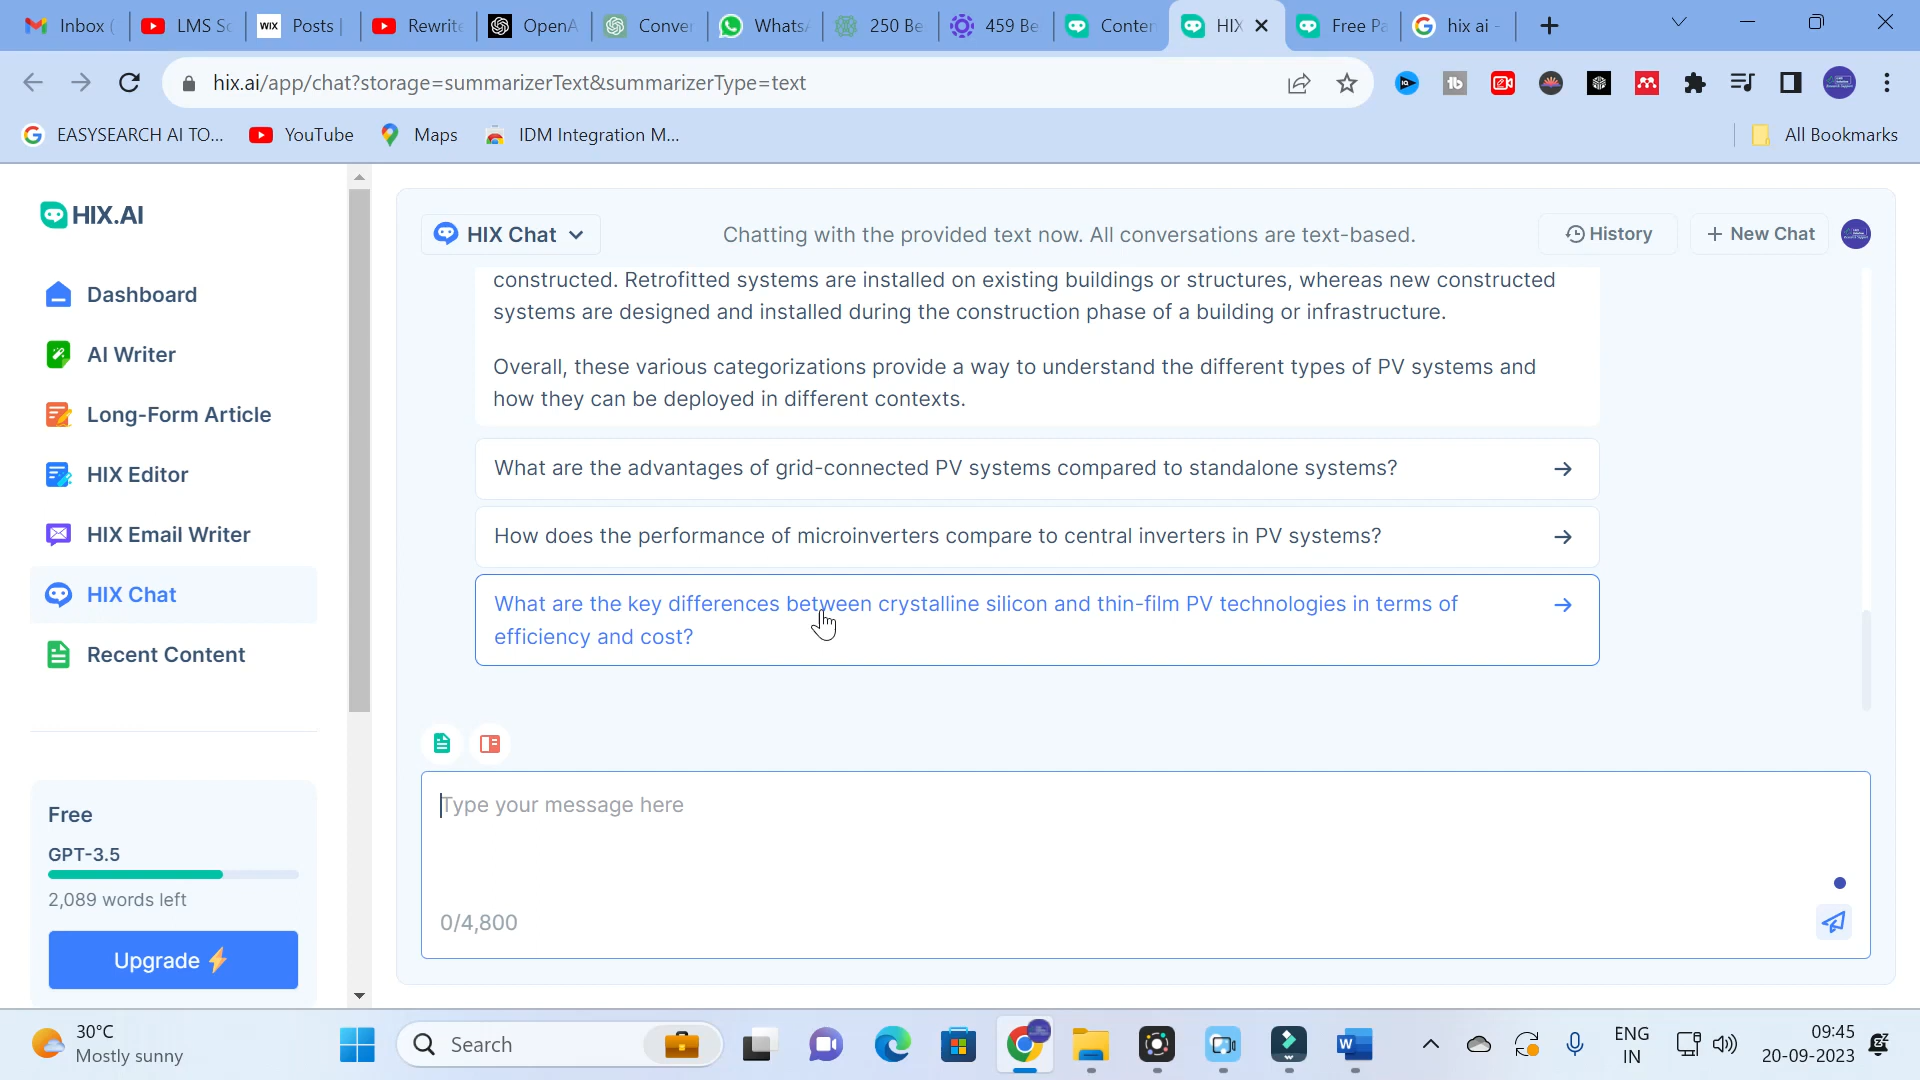 Inbox (
LMS Sc
WIX
Posts |
Rewrite
OpenA
Conver
Whats
250 Be
459 Be
Conten
HIX
Free Pa
hix ai -
hix.ai/app/chat?storage=summarizerText&summarizerType=text
EASYSEARCH AI TO...
YouTube
Maps
IDM Integration M...
All Bookmarks
HIX.AI
Dashboard
AI Writer
Long-Form Article
HIX Editor
HIX Email Writer
HIX Chat
Recent Content
Free
GPT-3.5
2,089 words left
Upgrade
HIX Chat
Chatting with the provided text now. All conversations are text-based.
History
+ New Chat
constructed. Retrofitted systems are installed on existing buildings or structures, whereas new constructed
systems are designed and installed during the construction phase of a building or infrastructure.
Overall, these various categorizations provide a way to understand the different types of PV systems and
how they can be deployed in different contexts.
What are the advantages of grid-connected PV systems compared to standalone systems?
How does the performance of microinverters compare to central inverters in PV systems?
What are the key differences between crystalline silicon and thin-film PV technologies in terms of
efficiency and cost?
Type your message here
0/4,800
30°C
Mostly sunny
Search
ENG
IN
09:45
20-09-2023